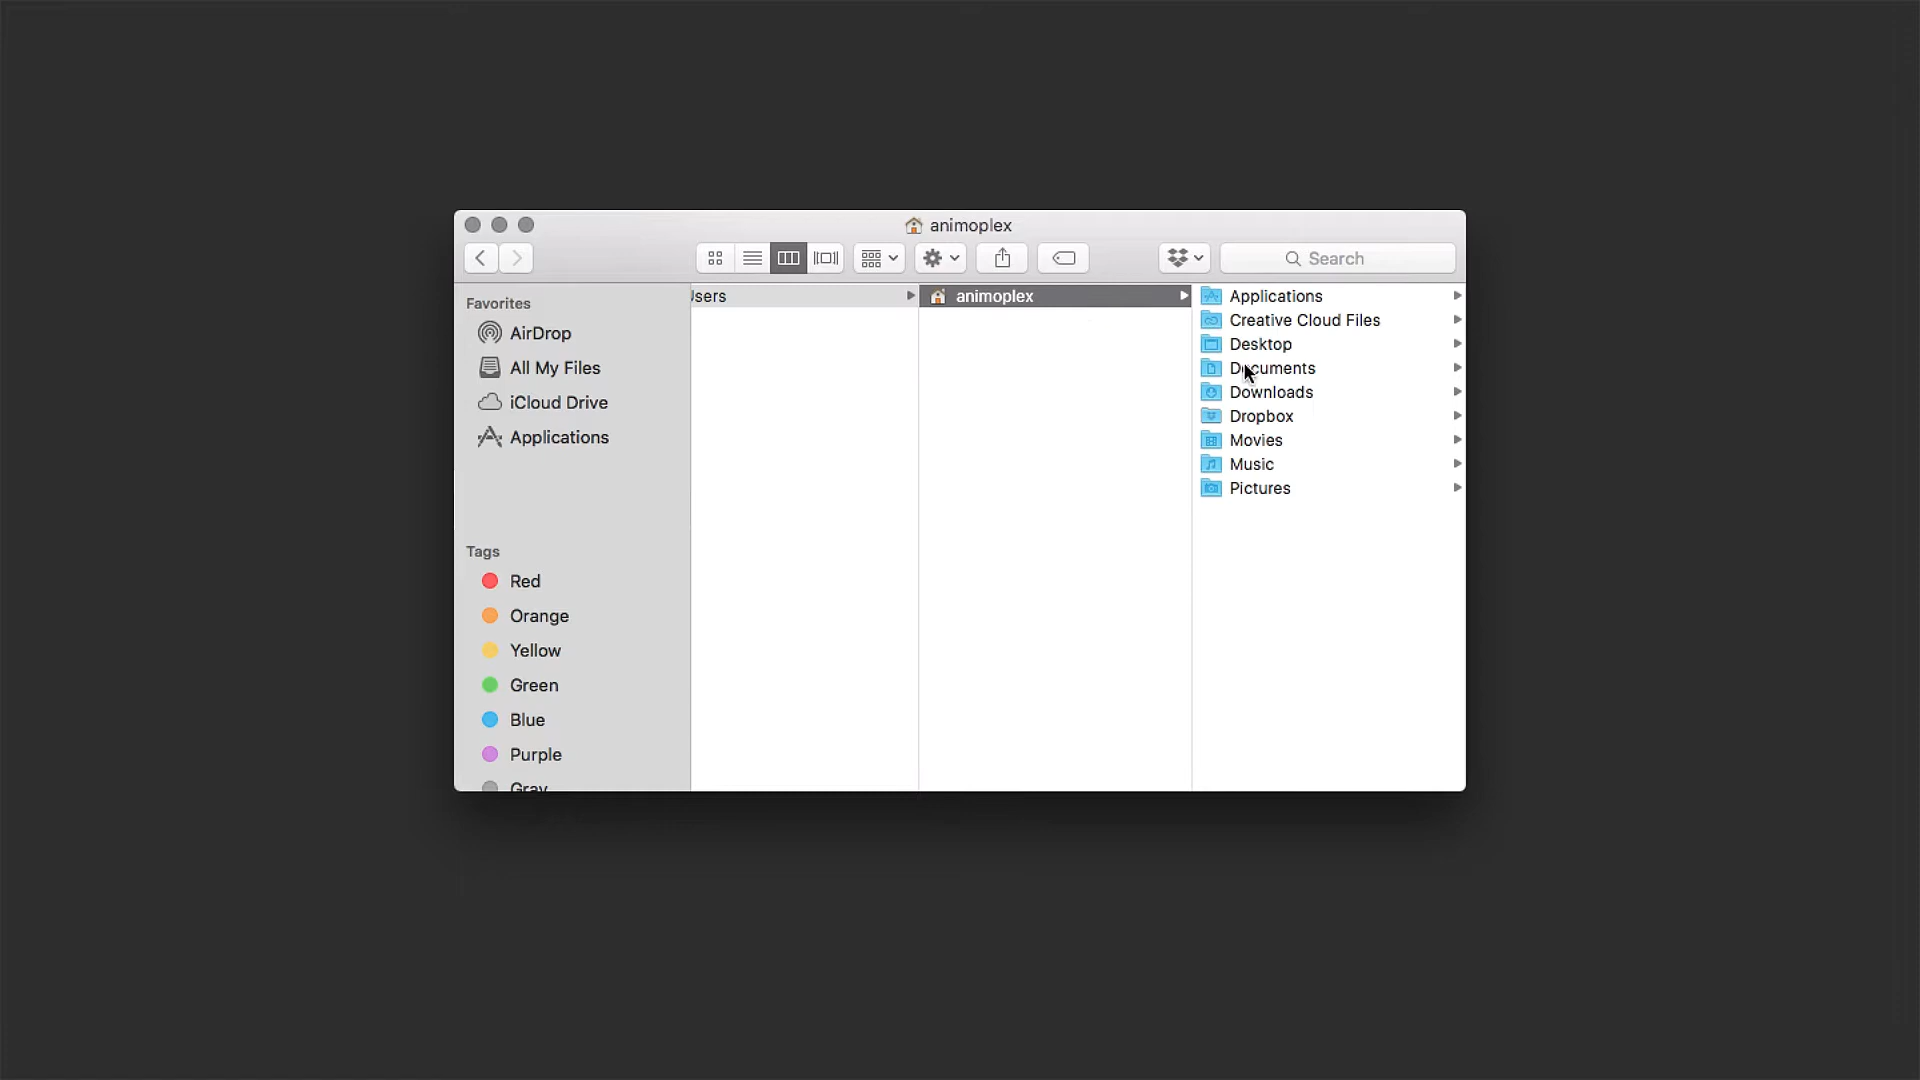 animoplex
Search
Favorites
AirDrop
All My Files
iCloud Drive
Applications
Tags
Red
Orange
Yellow
Green
Blue
Purple
Gray
Users
animoplex
Applications
Creative Cloud Files
Desktop
Documents
Downloads
Dropbox
Movies
Music
Pictures